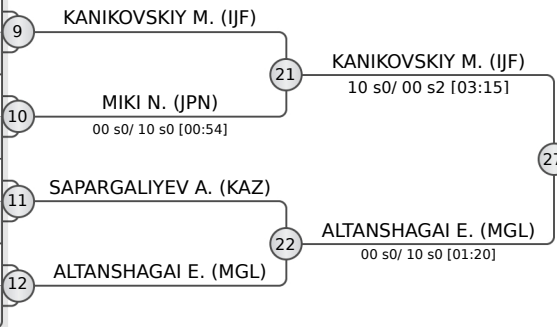 KANIKOVSKIY M. (IJF)
9
KANIKOVSKIY M. (IJF)
21
10 s0/ 00 s2 [03:15]
MIKI N. (JPN)
10
00 s0/ 10 s0 [00:54]
27
SAPARGALIYEV A. (KAZ)
11
ALTANSHAGAI E. (MGL)
22
00 s0/ 10 s0 [01:20]
ALTANSHAGAI E. (MGL)
12